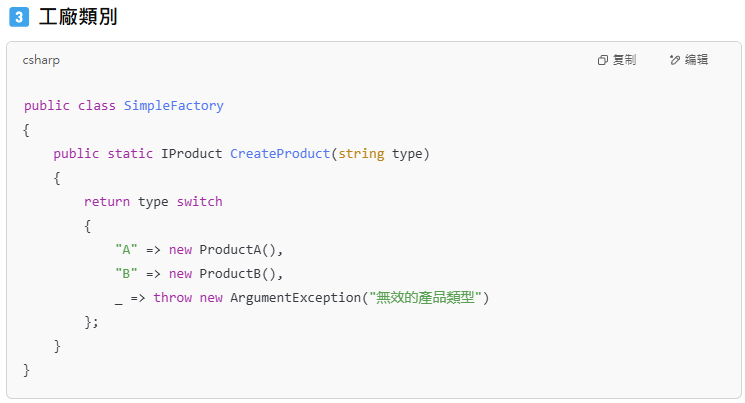 3 工廠類別
csharp 复制 编辑
public class SimpleFactory
{
    public static IProduct CreateProduct(string type)
    {
        return type switch
        {
            "A" => new ProductA(),
            "B" => new ProductB(),
            _ => throw new ArgumentException("無效的產品類型")
        };
    }
}